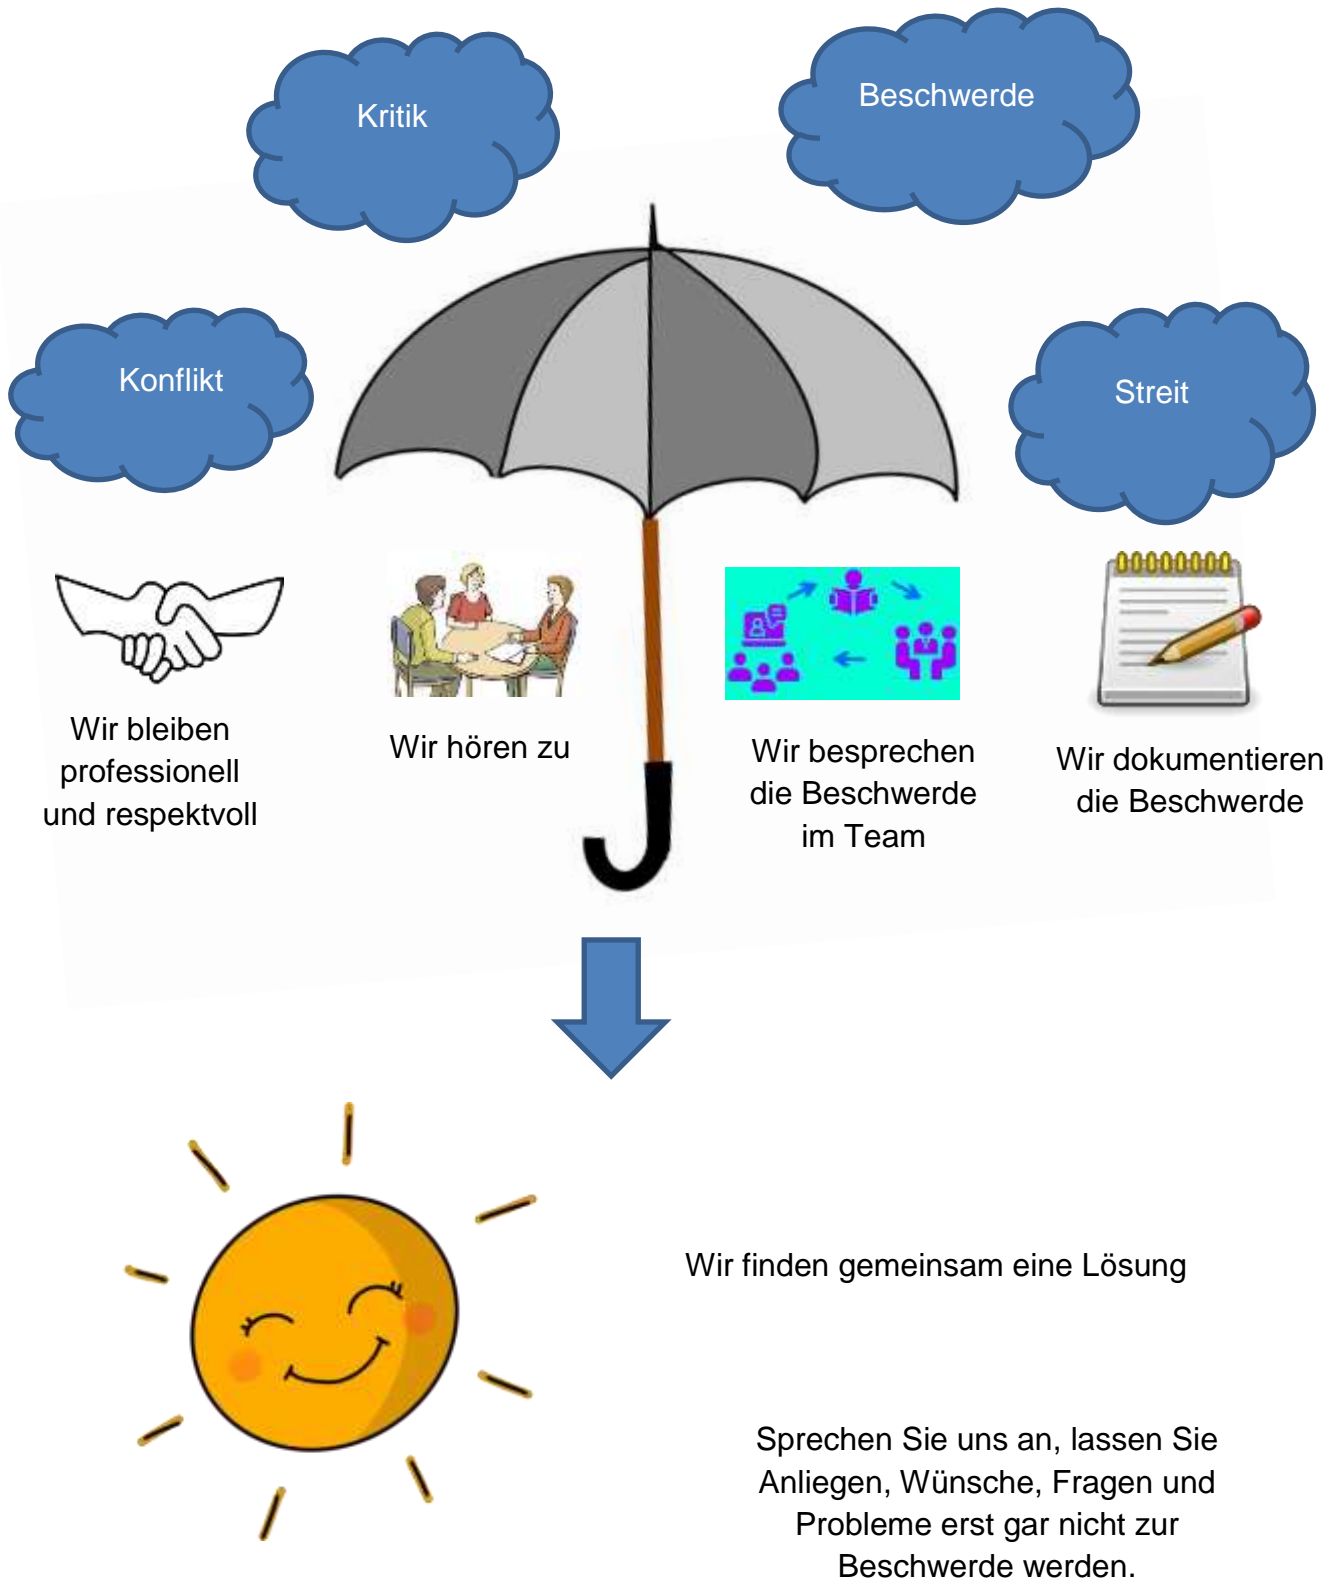 Kritik
Beschwerde
Konflikt
Streit
Wir bleiben
professionell
und respektvoll
Wir hören zu
Wir besprechen
die Beschwerde
im Team
Wir dokumentieren
die Beschwerde
Wir finden gemeinsam eine Lösung
Sprechen Sie uns an, lassen Sie
Anliegen, Wünsche, Fragen und
Probleme erst gar nicht zur
Beschwerde werden.